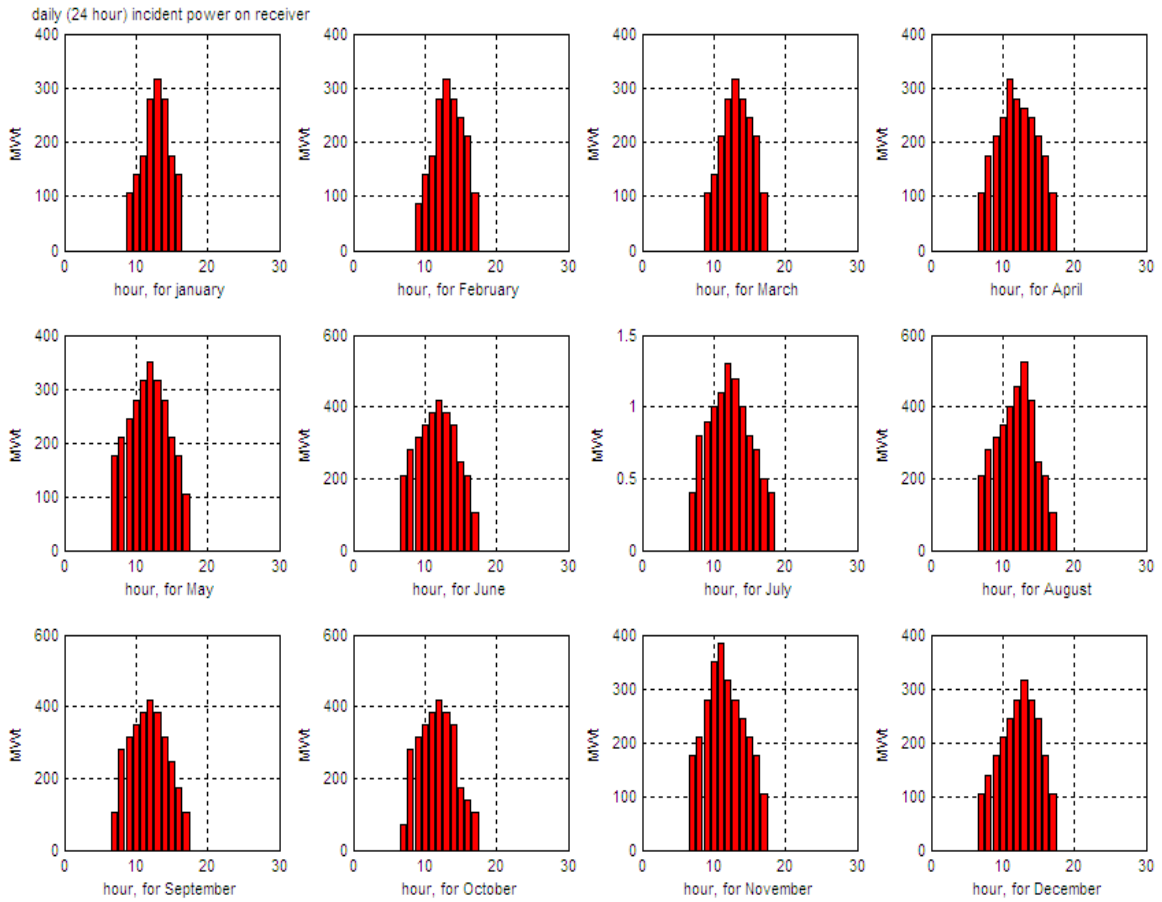 daily (24 hour) incident power on receiver
400
300
200
100
0
MWt
0 10 20 30
hour, for january
400
300
200
100
0
MWt
0 10 20 30
hour, for February
400
300
200
100
0
MWt
0 10 20 30
hour, for March
400
300
200
100
0
MWt
0 10 20 30
hour, for April
400
300
200
100
0
MWt
0 10 20 30
hour, for May
600
400
200
0
MWt
0 10 20 30
hour, for June
1.5
1
0.5
0
MWt
0 10 20 30
hour, for July
600
400
200
0
MWt
0 10 20 30
hour, for August
600
400
200
0
MWt
0 10 20 30
hour, for September
600
400
200
0
MWt
0 10 20 30
hour, for October
400
300
200
100
0
MWt
0 10 20 30
hour, for November
400
300
200
100
0
MWt
0 10 20 30
hour, for December